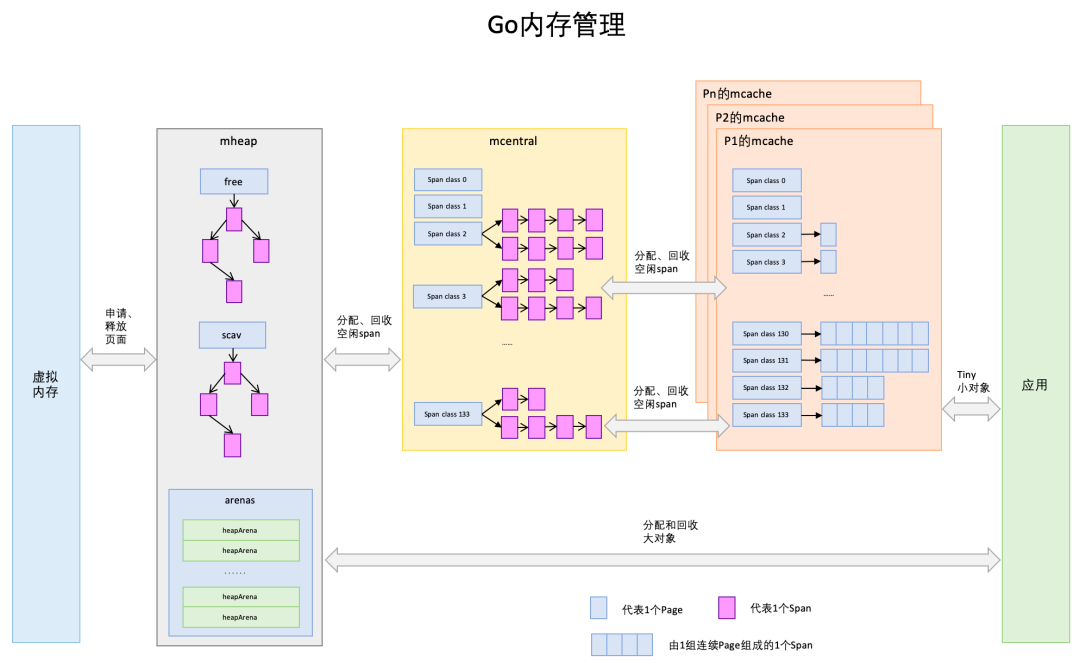 Go内存管理
虚拟
内存
申请、
释放
页面
mheap
free
scav
arenas
heapArena
heapArena
......
heapArena
heapArena
分配、回收
空闲span
mcentral
Span class 0
Span class 1
Span class 2
Span class 3
......
Span class 133
分配、回收
空闲span
分配、回收
空闲span
Pn的mcache
P2的mcache
P1的mcache
Span class 0
Span class 1
Span class 2
Span class 3
......
Span class 130
Span class 131
Span class 132
Span class 133
Tiny
小对象
应用
分配和回收
大对象
代表1个Page
代表1个Span
由1组连续Page组成的1个Span